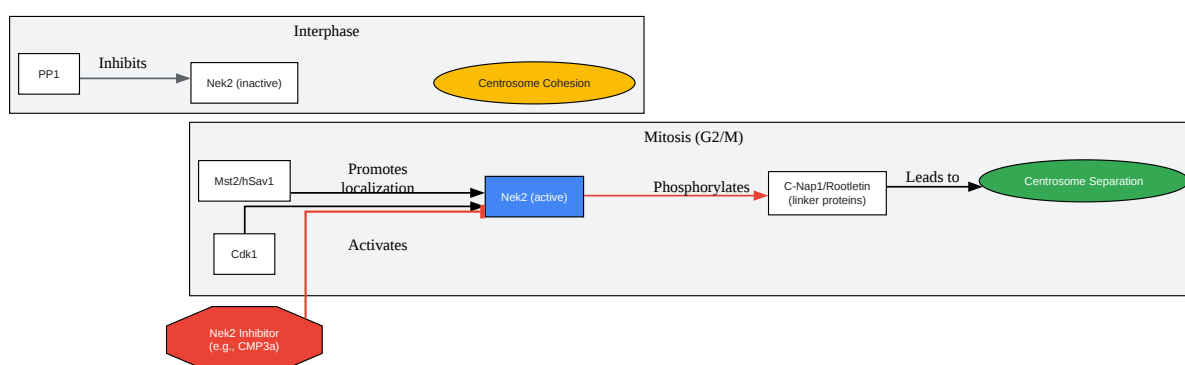 Interphase
PP1
Inhibits
Nek2 (inactive)
Centrosome Cohesion
Mitosis (G2/M)
Mst2/hSav1
Promotes
localization
Nek2 (active)
Phosphorylates
C-Nap1/Rootletin
(linker proteins)
Leads to
Centrosome Separation
Cdk1
Activates
Nek2 Inhibitor
(e.g., CMP3a)